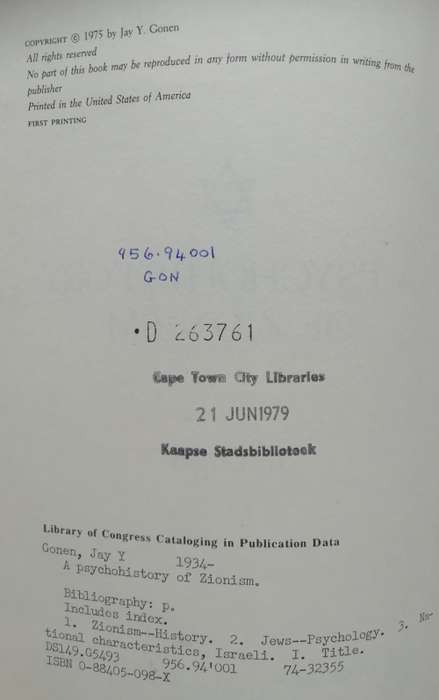 COPYRIGHT © 1975 by Jay Y. Gonen
All rights reserved
No part of this book may be reproduced in any form without permission in writing from the
publisher
Printed in the United States of America
FIRST PRINTING
956.94001
GON
•D 263761
Cape Town City Libraries
21 JUN1979
Kaapse Stadsbiblioteek
Library of Congress Cataloging in Publication Data
Gonen, Jay Y 1934-
A psychohistory of Zionism.
Bibliography: p.
Includes index.
1. Zionism--History. 2. Jews--Psychology. 3. Na-
tional characteristics, Israeli. I. Title.
DS149.G5493 956.94'001 74-32355
ISBN 0-88405-098-X